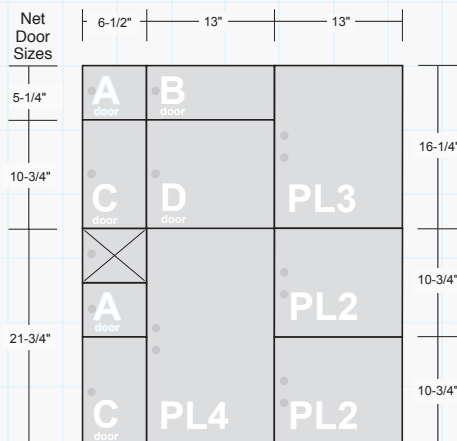 Net
Door
Sizes
6-1/2"
13"
13"
5-1/4"
10-3/4"
21-3/4"
A
door
B
door
C
door
D
door
PL3
A
door
PL2
C
door
PL4
PL2
16-1/4"
10-3/4"
10-3/4"